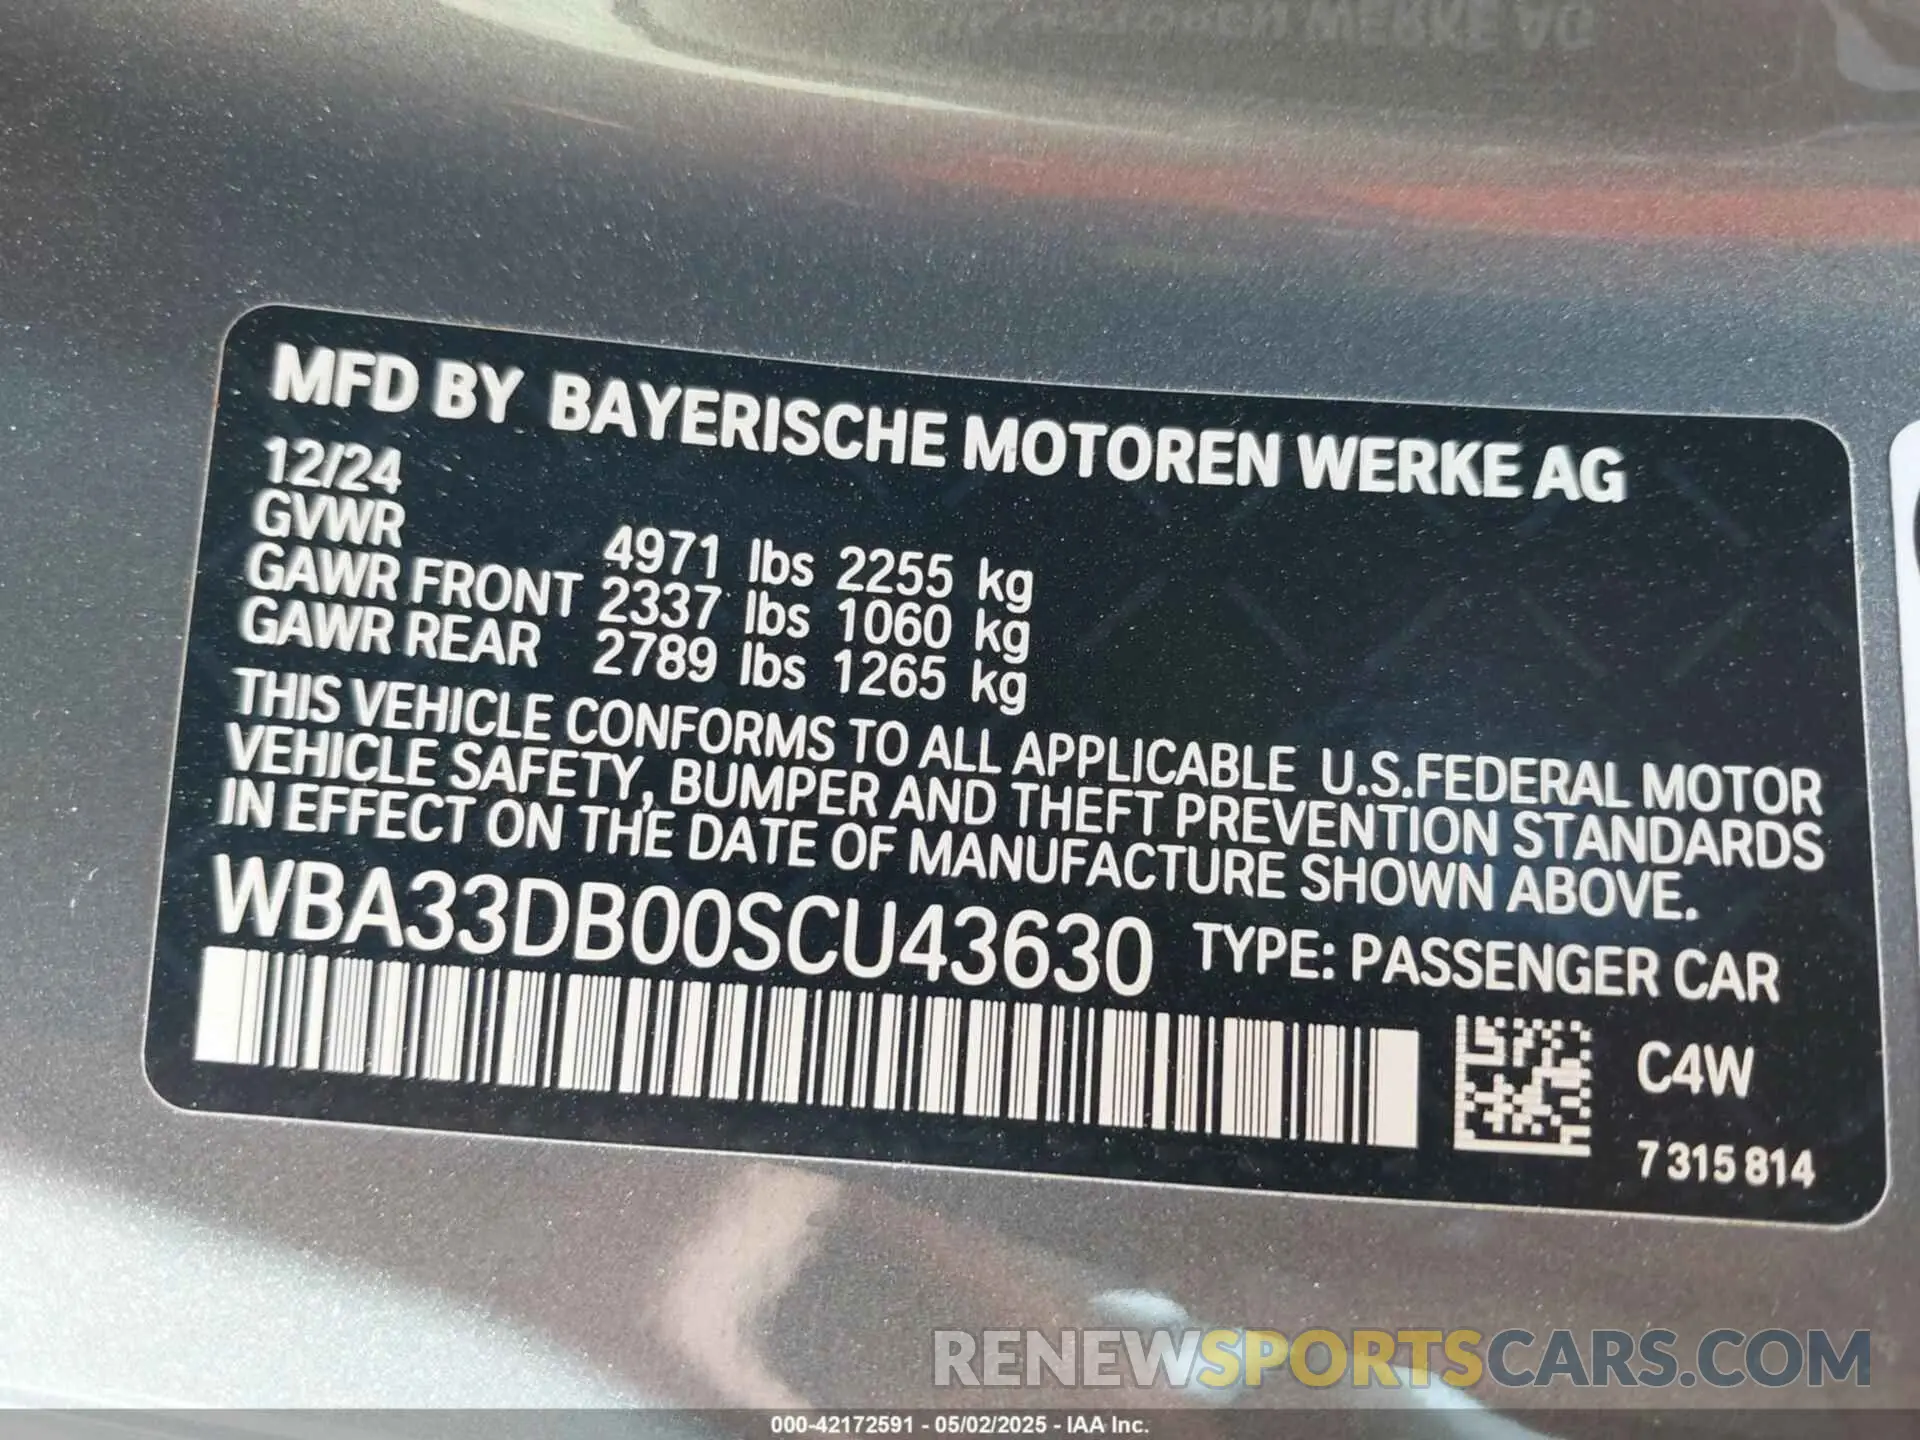 MFD BY BAYERISCHE MOTOREN WERKE AG
12/24
GVWR 4971 lbs 2255 kg
GAWR FRONT 2337 lbs 1060 kg
GAWR REAR 2789 lbs 1265 kg
THIS VEHICLE CONFORMS TO ALL APPLICABLE U.S.FEDERAL MOTOR
VEHICLE SAFETY, BUMPER AND THEFT PREVENTION STANDARDS
IN EFFECT ON THE DATE OF MANUFACTURE SHOWN ABOVE.
WBA33DB00SCU43630 TYPE: PASSENGER CAR
C4W
7 315 814
RENEWSPORTSCARS.COM
000-42172591 - 05/02/2025 - IAA Inc.